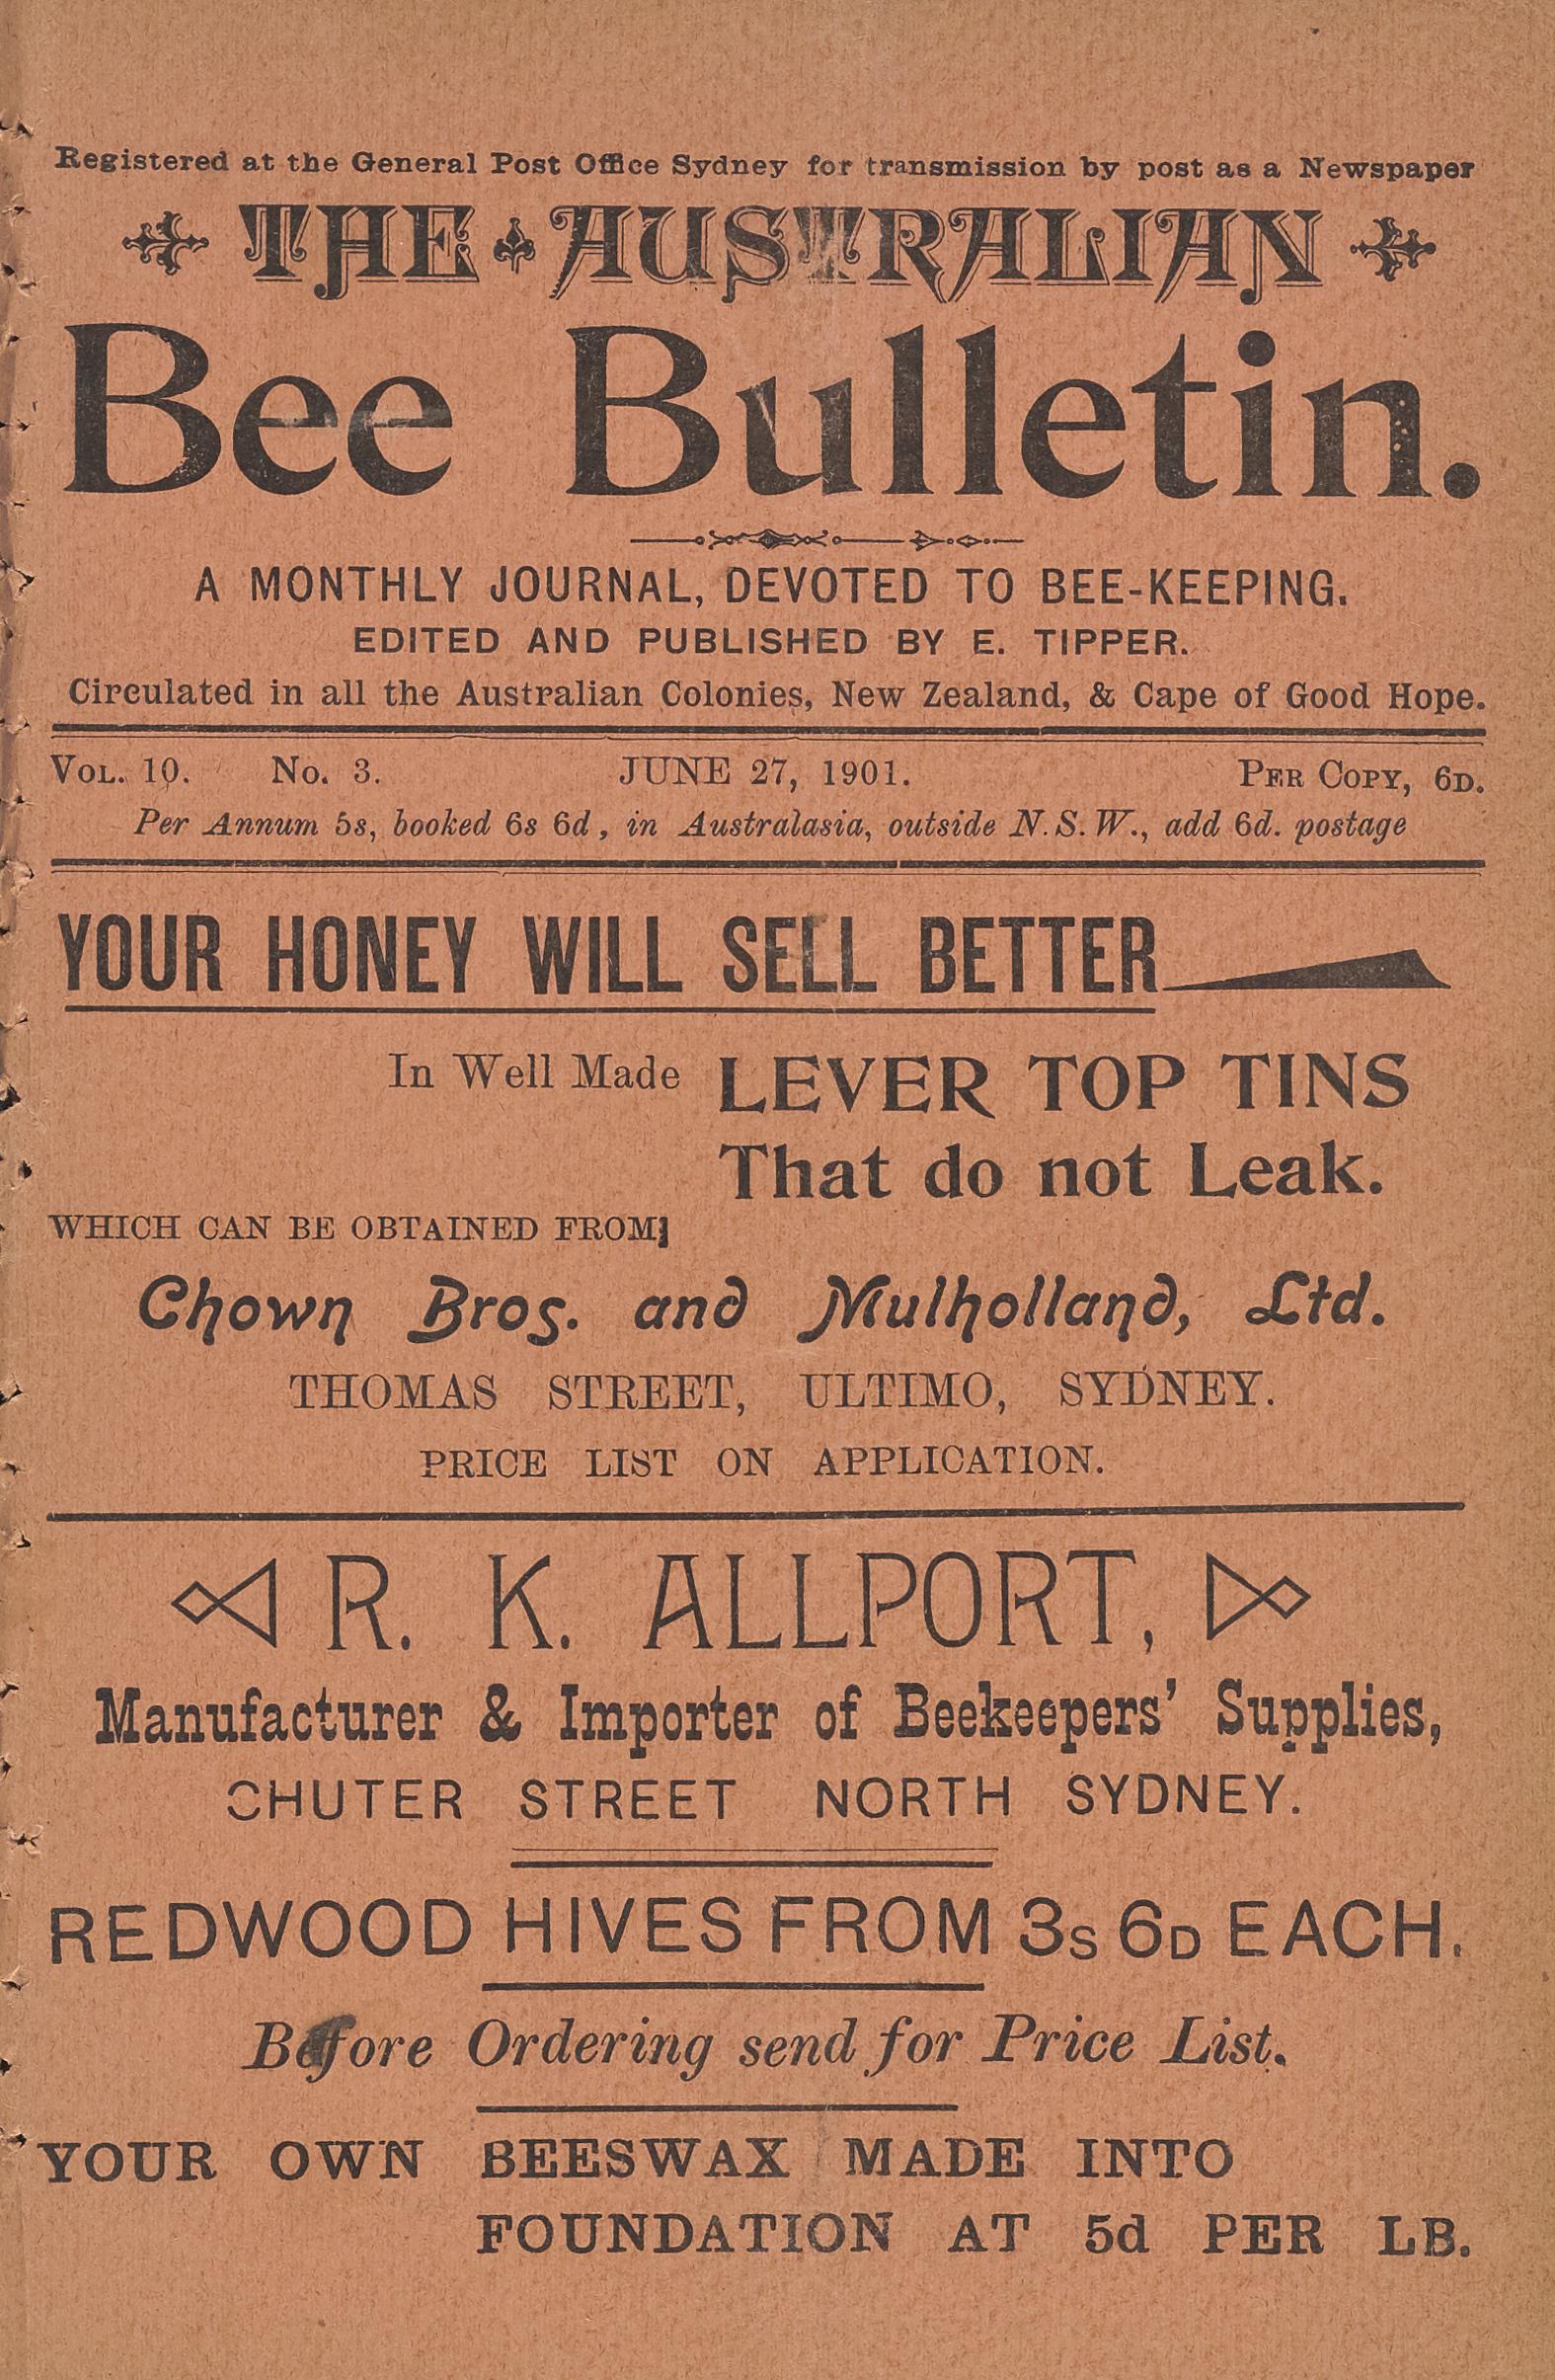 Registered at the General Post Office Sydney for transmission by post as a Newspaper
THE AUSTRALIAN
Bee Bulletin.
A MONTHLY JOURNAL, DEVOTED TO BEE-KEEPING.
EDITED AND PUBLISHED BY E. TIPPER.
Circulated in all the Australian Colonies, New Zealand, & Cape of Good Hope.
VOL. 10. No. 3. JUNE 27, 1901. PER COPY, 6D.
Per Annum 5s, booked 6s 6d, in Australasia, outside N.S.W., add 6d. postage
YOUR HONEY WILL SELL BETTER
In Well Made LEVER TOP TINS
That do not Leak.
WHICH CAN BE OBTAINED FROM;
Chown Bros. and Mulholland, Ltd.
THOMAS STREET, ULTIMO, SYDNEY.
PRICE LIST ON APPLICATION.
R. K. ALLPORT,
Manufacturer & Importer of Beekeepers' Supplies,
CHUTER STREET NORTH SYDNEY.
REDWOOD HIVES FROM 3S 6D EACH.
Before Ordering send for Price List.
YOUR OWN BEESWAX MADE INTO
FOUNDATION AT 5d PER LB.